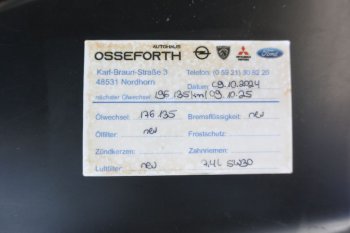 AUTOHAUS
OSSEFORTH
Ford
Karl-Braun-Straße 3
48531 Nordhorn
Telefon: (0 59 21) 30 82 20
Datum: 09.10.2024
nächster Ölwechsel: 196 135 /km/ 09.10.25
Ölwechsel: 176 135
Bremsflüssigkeit: neu
Ölfilter: neu
Frostschutz:
Zündkerzen:
Zahnriemen:
Luftfilter: neu
7,4L 5W30